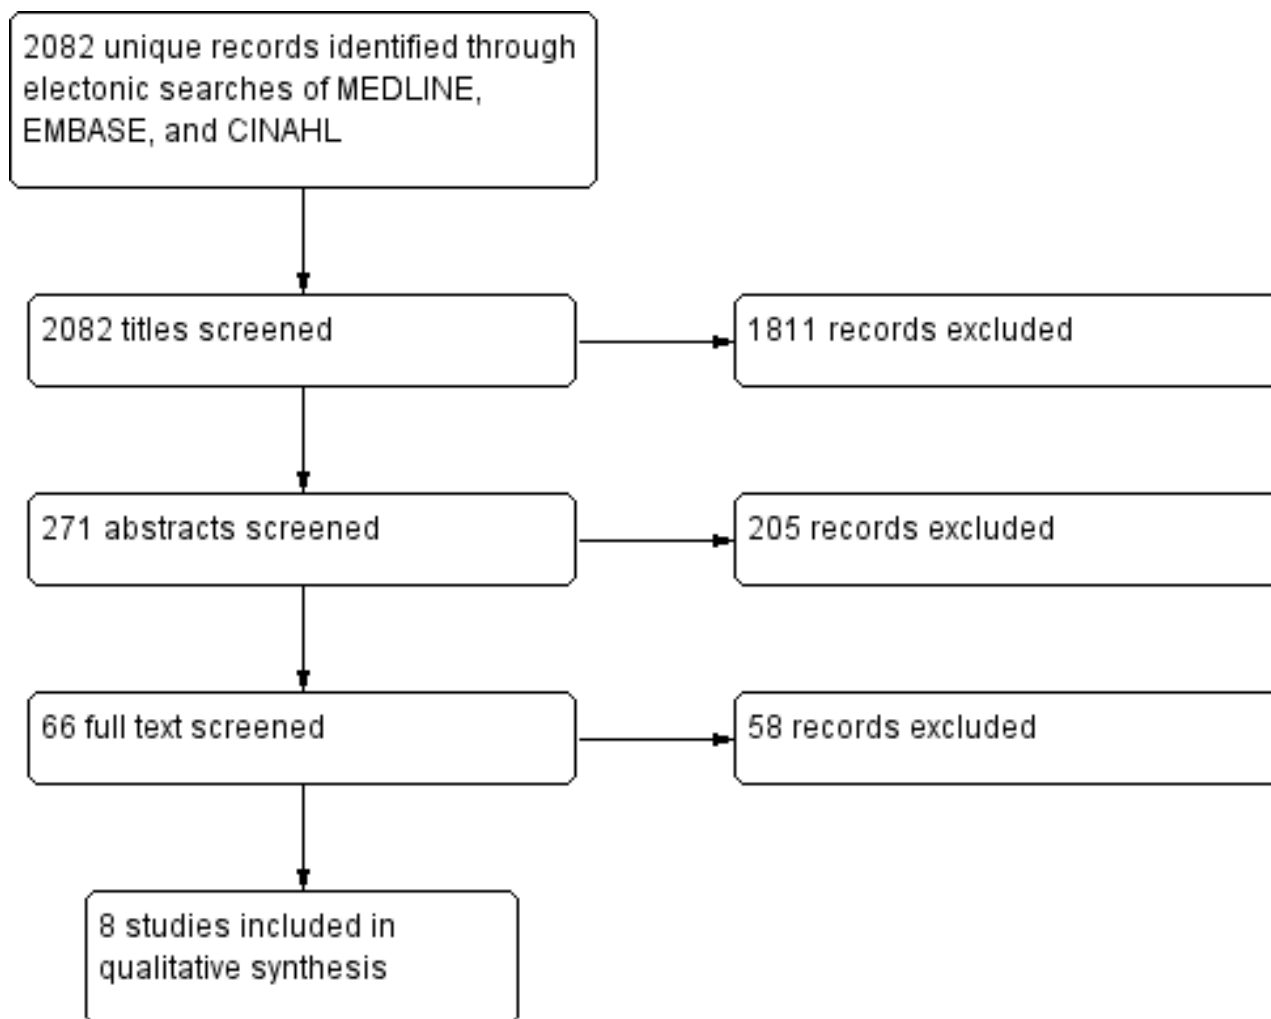 2082 unique records identified through
electonic searches of MEDLINE,
EMBASE, and CINAHL
2082 titles screened
1811 records excluded
271 abstracts screened
205 records excluded
66 full text screened
58 records excluded
8 studies included in
qualitative synthesis